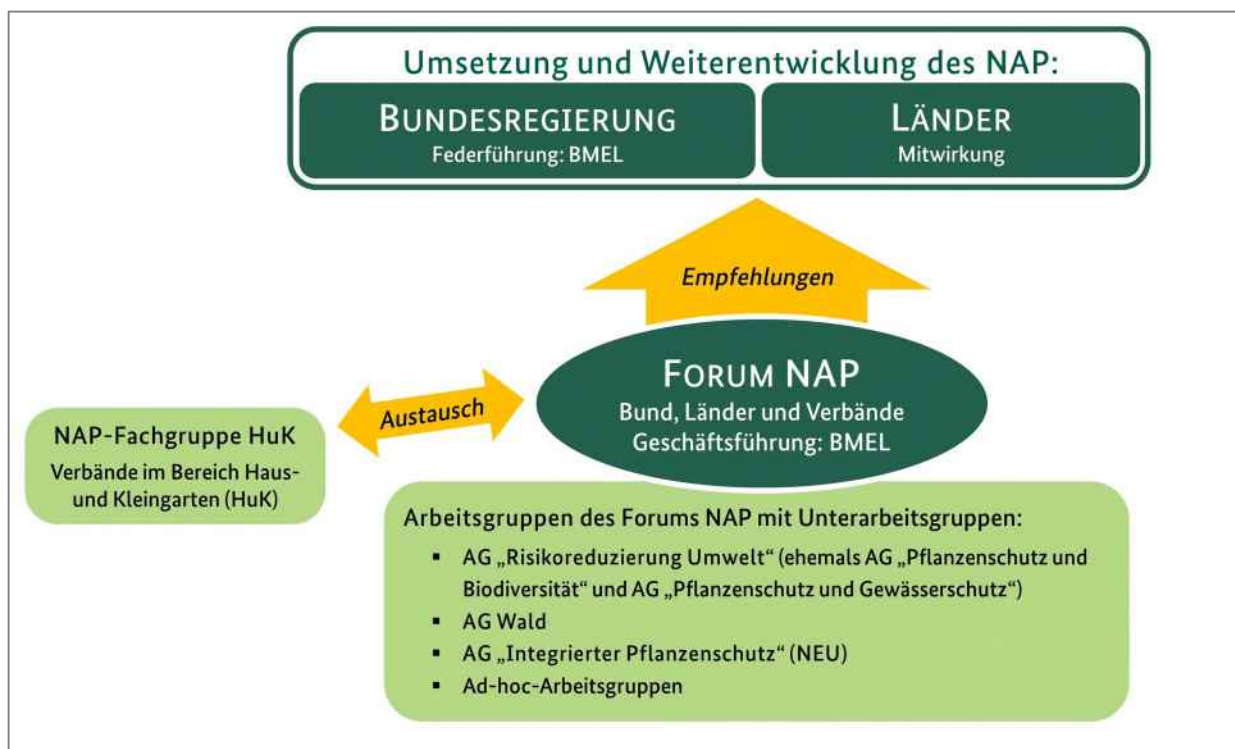 Umsetzung und Weiterentwicklung des NAP:
BUNDESREGIERUNG
Federführung: BMEL
LÄNDER
Mitwirkung
Empfehlungen
FORUM NAP
Bund, Länder und Verbände
Geschäftsführung: BMEL
Austausch
NAP-Fachgruppe HuK
Verbände im Bereich Haus-
und Kleingarten (HuK)
Arbeitsgruppen des Forums NAP mit Unterarbeitsgruppen:
▪ AG „Risikoreduzierung Umwelt“ (ehemals AG „Pflanzenschutz und
Biodiversität“ und AG „Pflanzenschutz und Gewässerschutz“)
▪ AG Wald
▪ AG „Integrierter Pflanzenschutz“ (NEU)
▪ Ad-hoc-Arbeitsgruppen